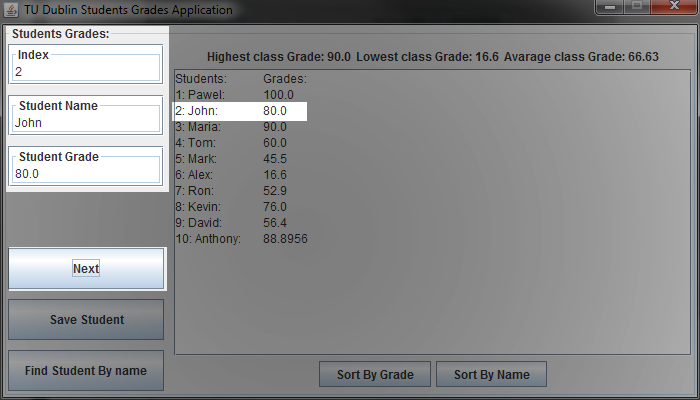 TU Dublin Students Grades Application
Students Grades:
Index
2
Student Name
John
Student Grade
80.0
Next
Save Student
Find Student By name
Highest class Grade: 90.0 Lowest class Grade: 16.6 Avarage class Grade: 66.63
Students: Grades:
1: Pawel: 100.0
2: John: 80.0
3: Maria: 90.0
4: Tom: 60.0
5: Mark: 45.5
6: Alex: 16.6
7: Ron: 52.9
8: Kevin: 76.0
9: David: 56.4
10: Anthony: 88.8956
Sort By Grade Sort By Name